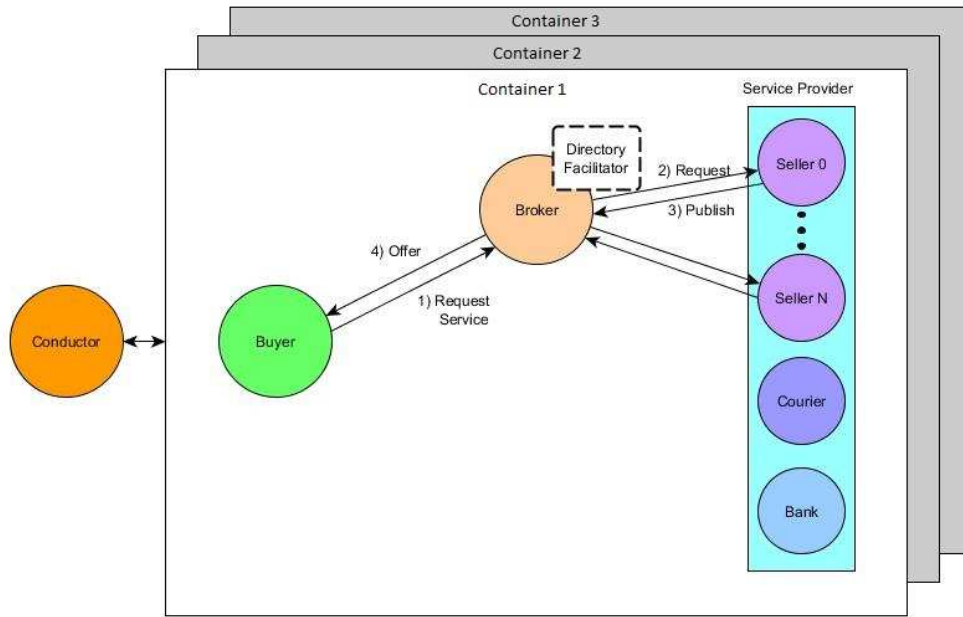 Container 3
Container 2
Container 1
Service Provider
Directory
Facilitator
Seller 0
2) Request
Broker
3) Publish
4) Offer
Seller N
1) Request
Service
Conductor
Buyer
Courier
Bank